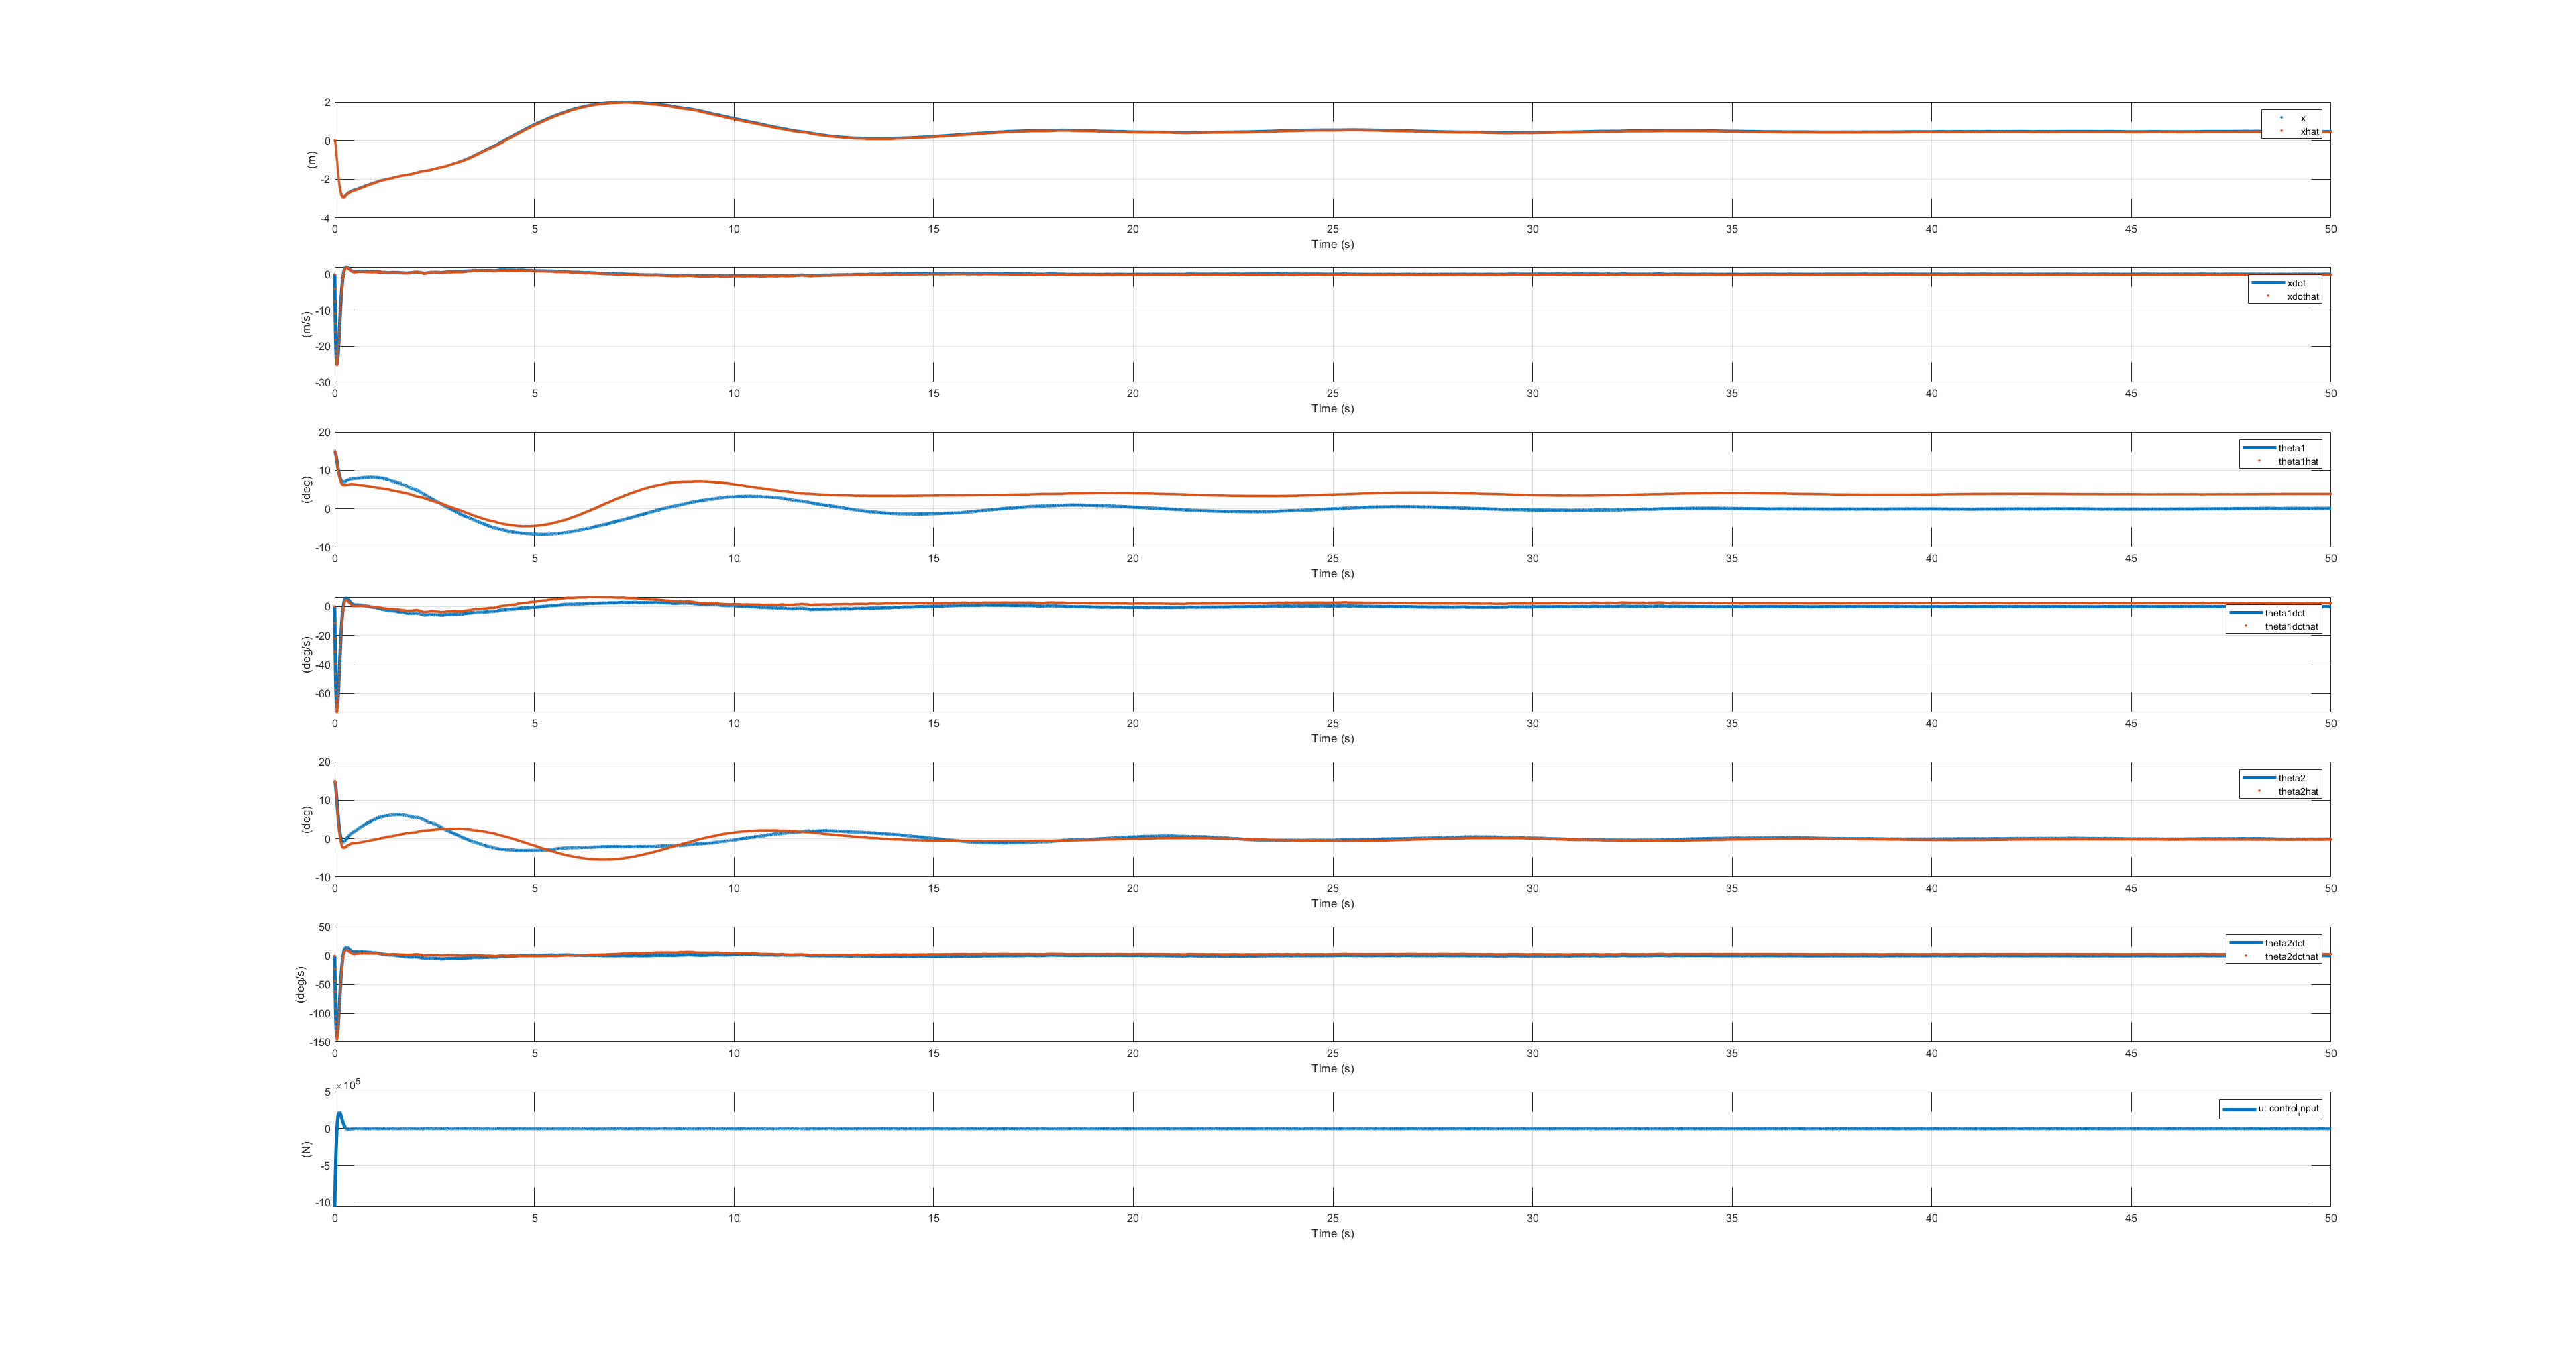 2
0
-2
-4
(m)
x
xhat
0 5 10 15 20 25 30 35 40 45 50
Time (s)
0
-10
-20
-30
(m/s)
xdot
xdothat
0 5 10 15 20 25 30 35 40 45 50
Time (s)
20
10
0
-10
(deg)
theta1
theta1hat
0 5 10 15 20 25 30 35 40 45 50
Time (s)
0
-20
-40
-60
(deg/s)
theta1dot
theta1dothat
0 5 10 15 20 25 30 35 40 45 50
Time (s)
20
10
0
-10
(deg)
theta2
theta2hat
0 5 10 15 20 25 30 35 40 45 50
Time (s)
50
0
-50
-100
-150
(deg/s)
theta2dot
theta2dothat
0 5 10 15 20 25 30 35 40 45 50
Time (s)
×10⁵
5
0
-5
-10
(N)
u: controlᵢnput
0 5 10 15 20 25 30 35 40 45 50
Time (s)